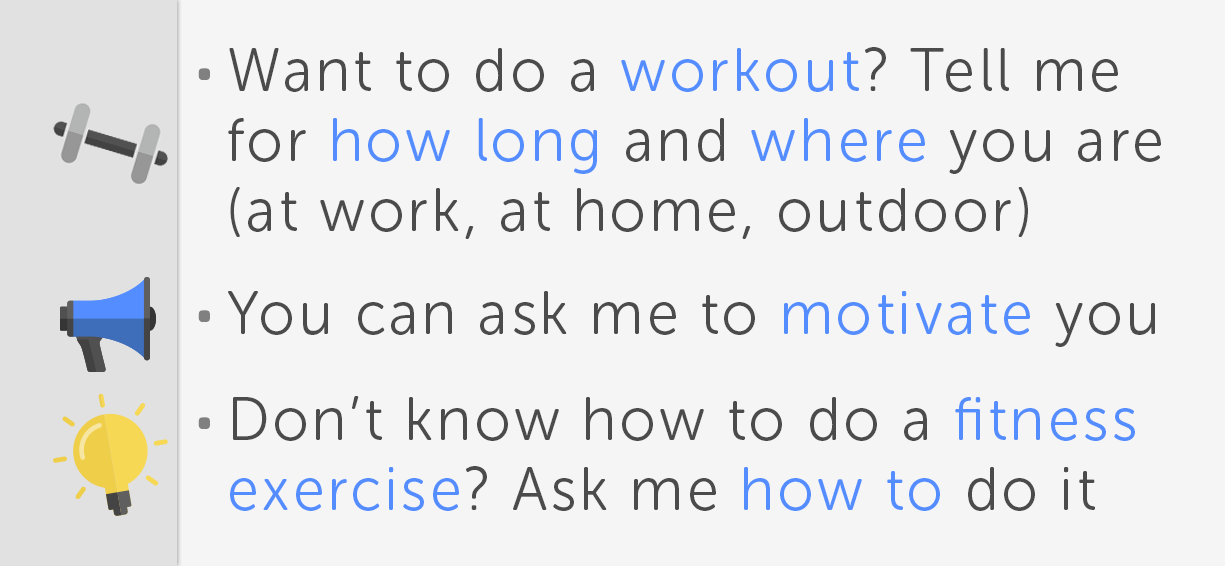 • Want to do a workout? Tell me
for how long and where you are
(at work, at home, outdoor)
• You can ask me to motivate you
• Don’t know how to do a fitness
exercise? Ask me how to do it